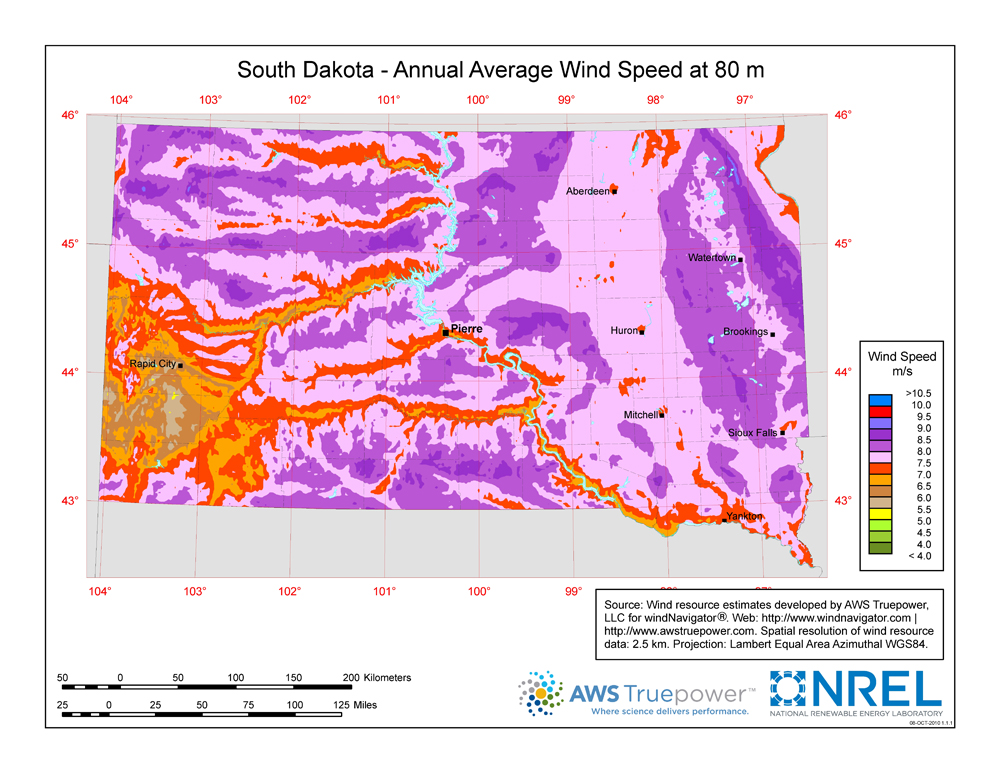 South Dakota - Annual Average Wind Speed at 80 m
104° 103° 102° 101° 100° 99° 98° 97°
46° 46°
Aberdeen
45° 45°
Watertown
Pierre
Huron
Brookings
Rapid City
44° 44°
Mitchell
Sioux Falls
43° 43°
Yankton
104° 103° 102° 101° 100° 99°
Wind Speed
m/s
>10.5
10.0
9.5
9.0
8.5
8.0
7.5
7.0
6.5
6.0
5.5
5.0
4.5
4.0
< 4.0
Source: Wind resource estimates developed by AWS Truepower,
LLC for windNavigator®. Web: http://www.windnavigator.com |
http://www.awstruepower.com. Spatial resolution of wind resource
data: 2.5 km. Projection: Lambert Equal Area Azimuthal WGS84.
50 0 50 100 150 200 Kilometers
25 0 25 50 75 100 125 Miles
AWS Truepower™
Where science delivers performance.
NREL
NATIONAL RENEWABLE ENERGY LABORATORY
08-OCT-2010 1.1.1